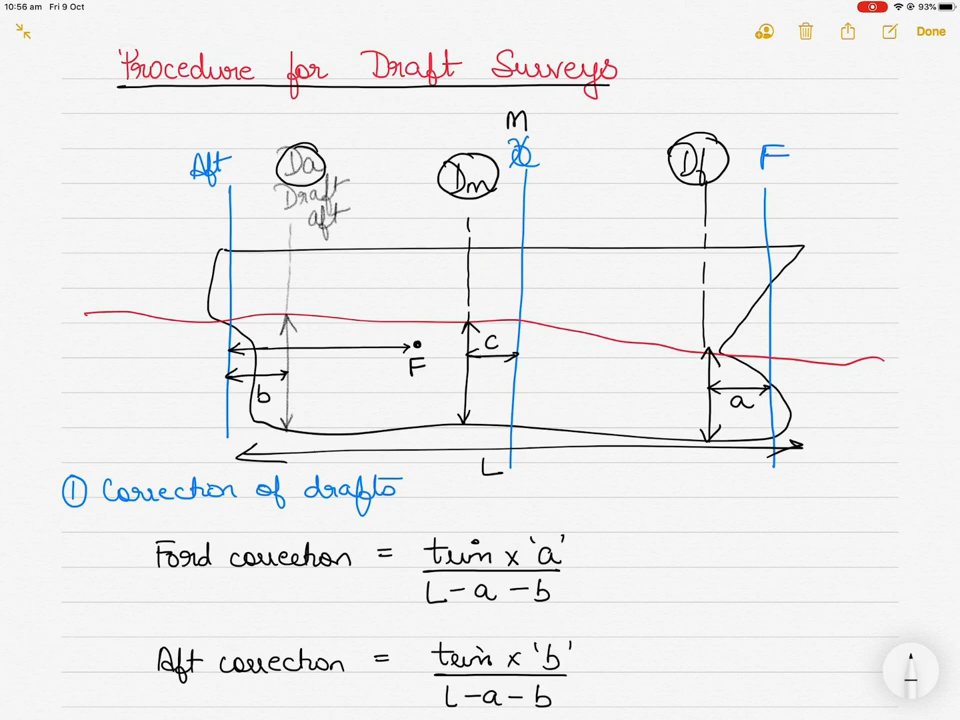 10:56 am Fri 9 Oct
93%
Done
Procedure for Draft Surveys
M
Aft
Da
Draft
aft
Dm
Df
F
C
F
b
a
L
① Correction of drafts
Ford correction = trim x 'a'
L - a - b
Aft correction = trim x 'b'
L - a - b